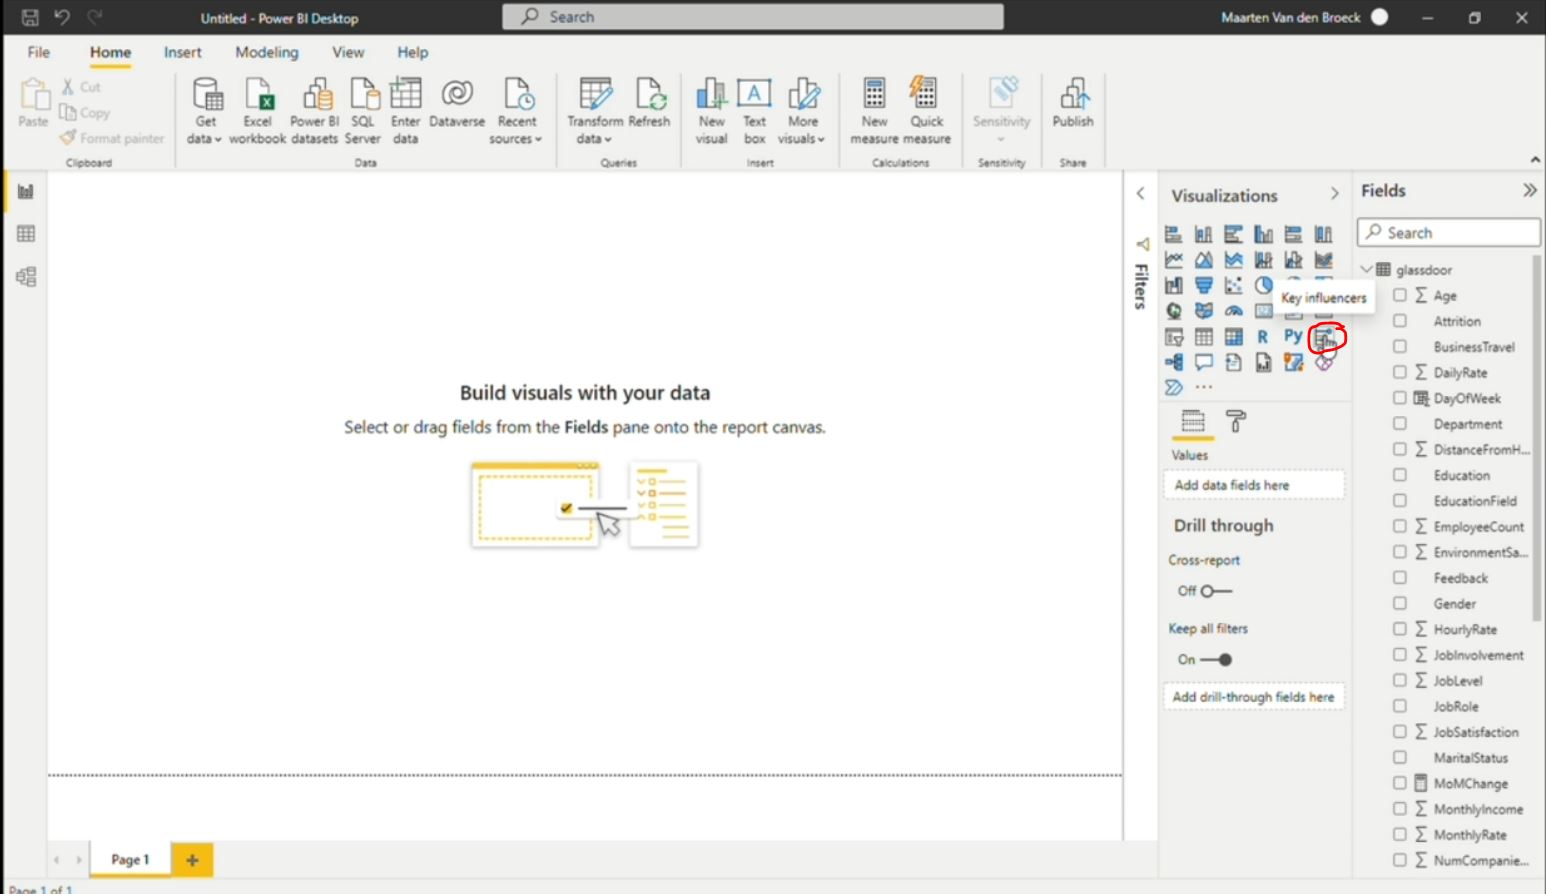 Untitled - Power BI Desktop
Search
Maarten Van den Broeck
File Home Insert Modeling View Help
Paste
Cut
Copy
Format painter
Clipboard
Get data
Excel workbook
Power BI datasets
SQL Server
Enter data
Dataverse
Recent sources
Data
Transform data
Refresh
Queries
New visual
Text box
More visuals
Insert
New measure
Quick measure
Calculations
Sensitivity
Sensitivity
Publish
Share
Build visuals with your data
Select or drag fields from the Fields pane onto the report canvas.
Filters
Visualizations
Key influencers
R Py
Values
Add data fields here
Drill through
Cross-report
Off
Keep all filters
On
Add drill-through fields here
Fields
Search
glassdoor
Age
Attrition
BusinessTravel
DailyRate
DayOfWeek
Department
DistanceFromH...
Education
EducationField
EmployeeCount
EnvironmentSa...
Feedback
Gender
HourlyRate
JobInvolvement
JobLevel
JobRole
JobSatisfaction
MaritalStatus
MoMChange
MonthlyIncome
MonthlyRate
NumCompanie...
Page 1
Page 1 of 1